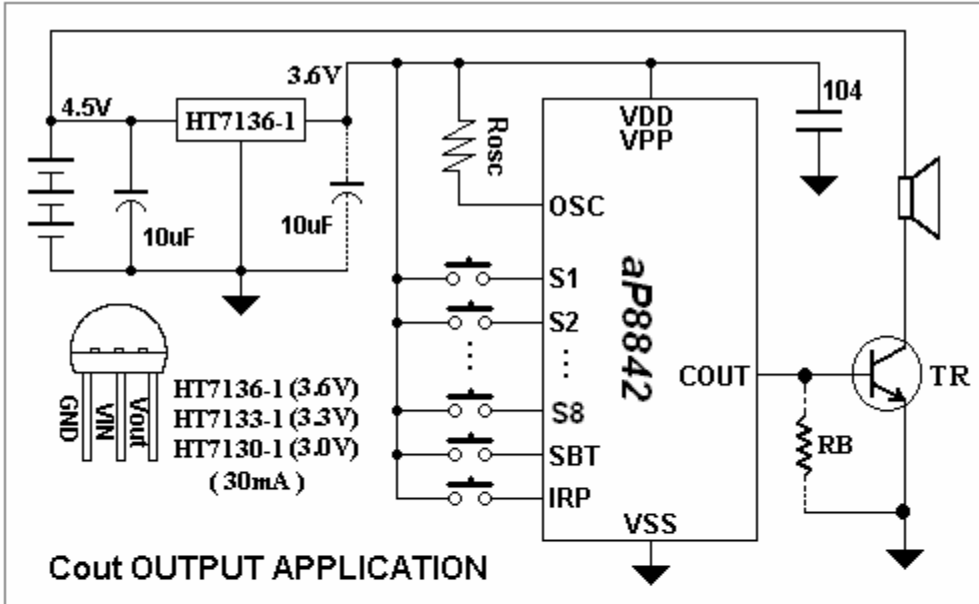 3.6V
4.5V
HT7136-1
104
VDD
VPP
Rosc
10uF
10uF
OSC
aP8842
S1
S2
S8
SBT
IRP
COUT
TR
RB
VSS
GND
VIN
Vout
HT7136-1 (3.6V)
HT7133-1 (3.3V)
HT7130-1 (3.0V)
( 30mA )
Cout OUTPUT APPLICATION